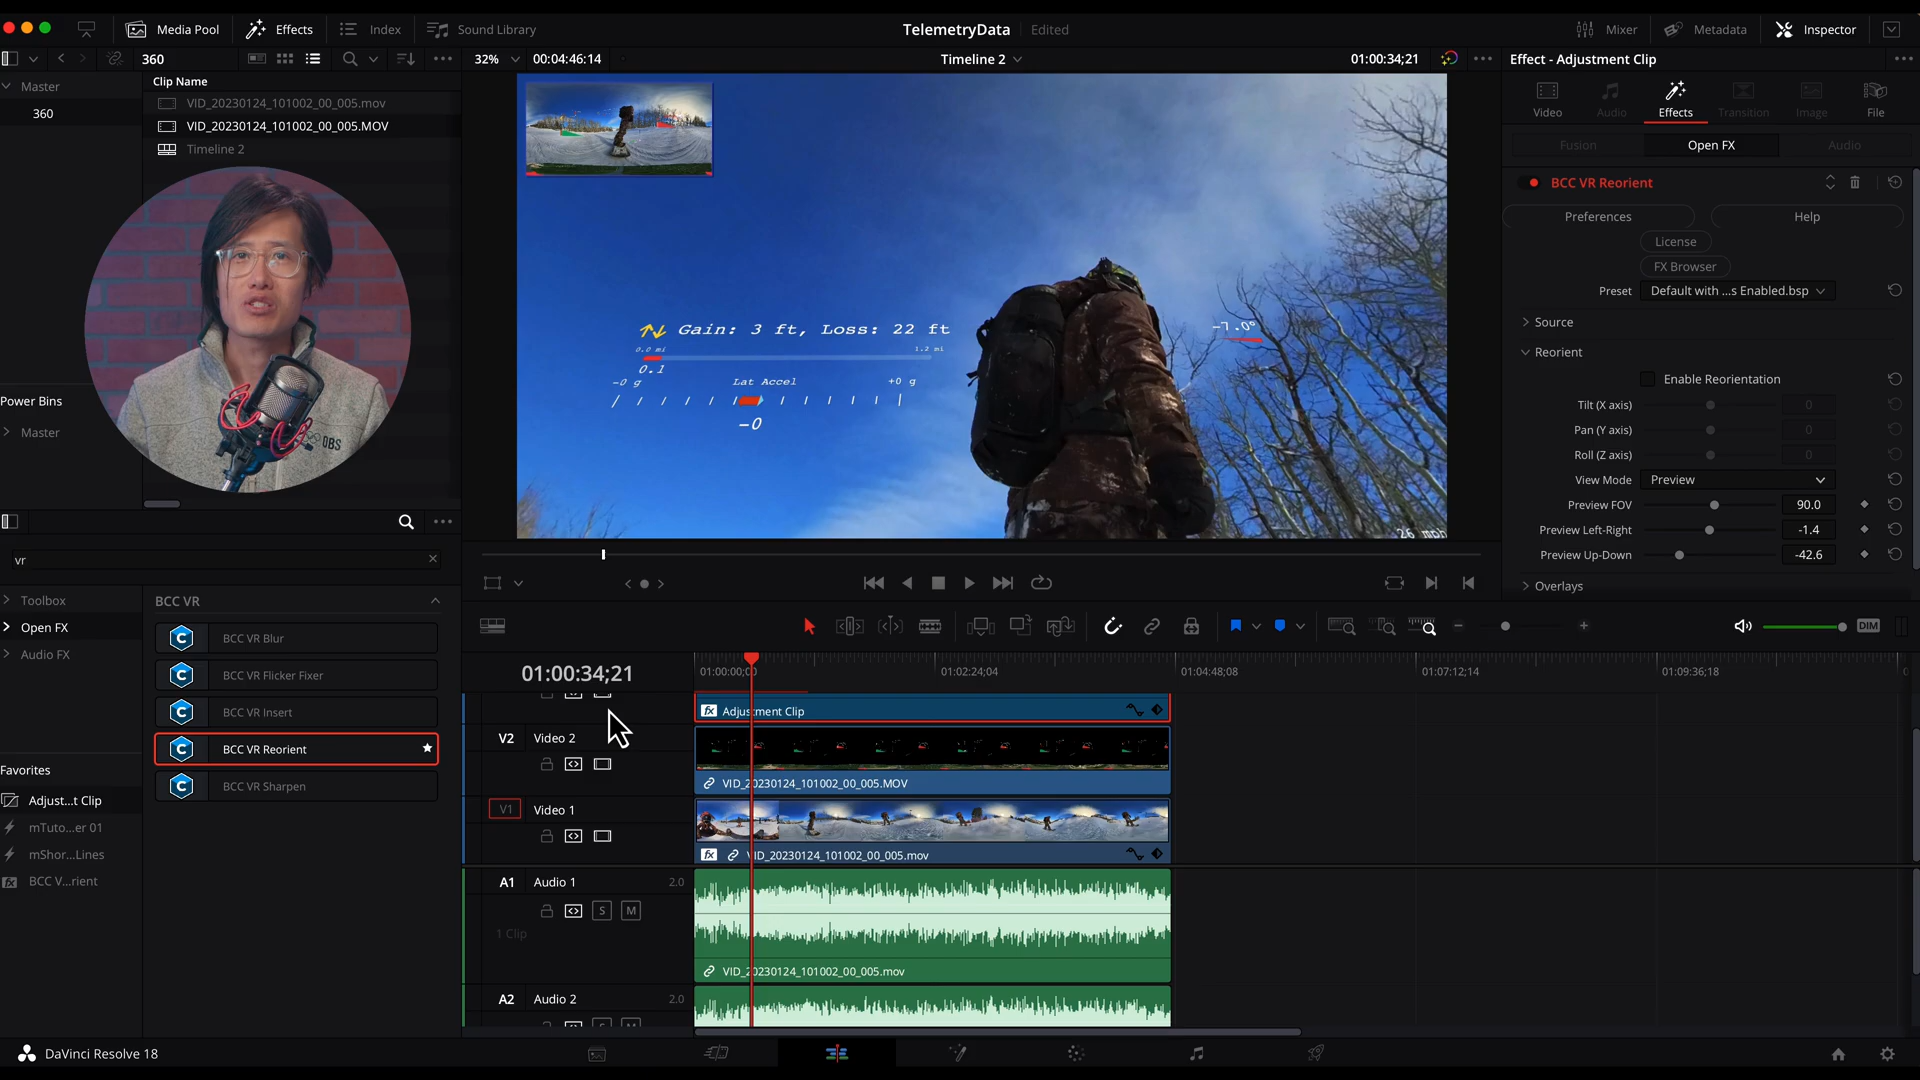 Media Pool
Effects
Index
Sound Library
TelemetryData
Edited
Mixer
Metadata
Inspector
360
32%
00:04:46:14
Timeline 2
01:00:34;21
Effect - Adjustment Clip
Master
360
Clip Name
VID_20230124_101002_00_005.mov
VID_20230124_101002_00_005.MOV
Timeline 2
Power Bins
Master
OBS
Gain: 3 ft, Loss: 22 ft
0.0 mi
1.2 mi
0.1
-0 g
Lat Accel
+0 g
-0
-7.0°
26 mph
Video
Audio
Effects
Transition
Image
File
Fusion
Open FX
Audio
BCC VR Reorient
Preferences
Help
License
FX Browser
Preset
Default with ...s Enabled.bsp
Source
Reorient
Enable Reorientation
Tilt (X axis)
0
Pan (Y axis)
0
Roll (Z axis)
0
View Mode
Preview
Preview FOV
90.0
Preview Left-Right
-1.4
Preview Up-Down
-42.6
Overlays
vr
Toolbox
Open FX
Audio FX
Favorites
Adjust...t Clip
mTuto...er 01
mShor...Lines
BCC V...rient
BCC VR
BCC VR Blur
BCC VR Flicker Fixer
BCC VR Insert
BCC VR Reorient
BCC VR Sharpen
DIM
01:00:34;21
01:00:00;0
01:02:24;04
01:04:48;08
01:07:12;14
01:09:36;18
Adjustment Clip
V2
Video 2
VID_20230124_101002_00_005.MOV
V1
Video 1
VID_20230124_101002_00_005.mov
A1
Audio 1
2.0
S
M
1 Clip
VID_20230124_101002_00_005.mov
A2
Audio 2
2.0
DaVinci Resolve 18